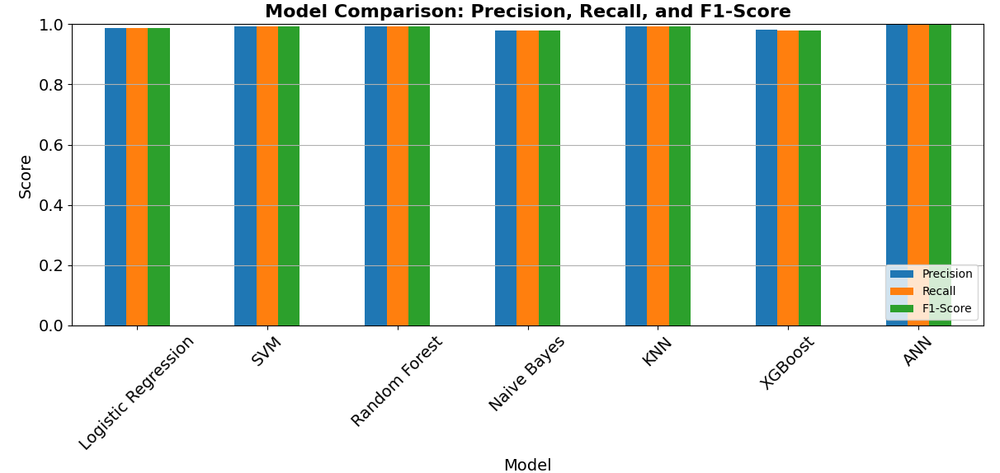 Model Comparison: Precision, Recall, and F1-Score
1.0
0.8
0.6
0.4
0.2
0.0
Score
Precision
Recall
F1-Score
Logistic Regression
SVM
Random Forest
Naive Bayes
KNN
XGBoost
ANN
Model